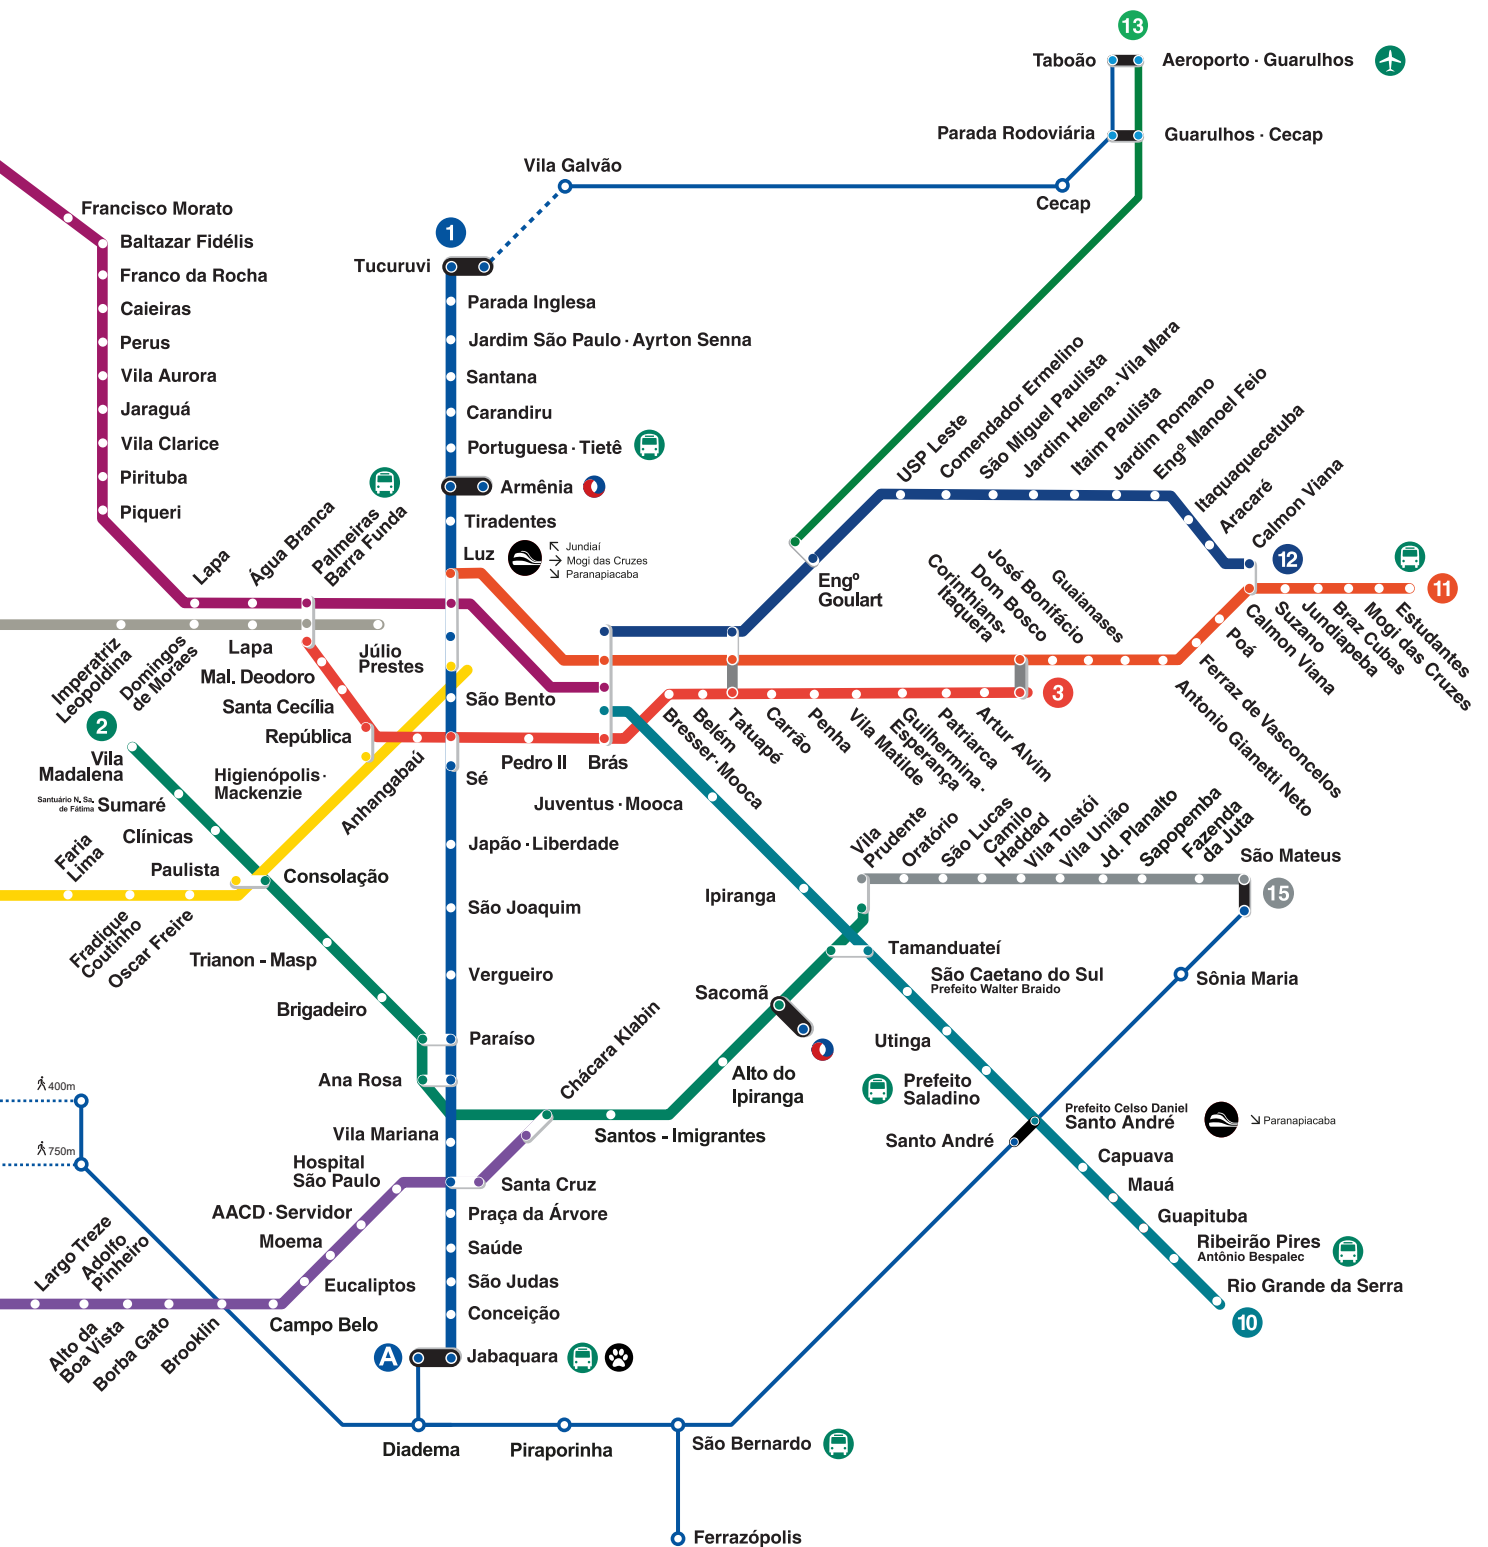 13
Taboão
Aeroporto · Guarulhos
Parada Rodoviária
Guarulhos · Cecap
Vila Galvão
Cecap
Francisco Morato
Baltazar Fidélis
Franco da Rocha
Caieiras
Perus
Vila Aurora
Jaraguá
Vila Clarice
Pirituba
Piqueri
1
Tucuruvi
Parada Inglesa
Jardim São Paulo · Ayrton Senna
Santana
Carandiru
Portuguesa · Tietê
Armênia
Tiradentes
Luz
Jundiaí
Mogi das Cruzes
Paranapiacaba
Lapa
Água Branca
Palmeiras
Barra Funda
USP Leste
Comendador Ermelino
São Miguel Paulista
Jardim Helena · Vila Mara
Itaim Paulista
Jardim Romano
Engº Manoel Feio
Itaquaquecetuba
Aracaré
Calmon Viana
12
11
Engº
Goulart
Corinthians-
Itaquera
Dom Bosco
José Bonifácio
Guaianases
Imperatriz
Leopoldina
Domingos
de Moraes
Lapa
Júlio
Prestes
Mal. Deodoro
Santa Cecília
República
São Bento
Higienópolis ·
Mackenzie
Anhangabaú
Sé
Pedro II
Brás
3
Bresser · Mooca
Belém
Tatuapé
Carrão
Penha
Vila Matilde
Guilhermina ·
Esperança
Patriarca
Artur Alvim
Antonio Gianetti Neto
Ferraz de Vasconcelos
Poá
Calmon Viana
Suzano
Jundiapeba
Braz Cubas
Mogi das Cruzes
Estudantes
2
Vila
Madalena
Santuário N. Sa.
de Fátima
Sumaré
Clínicas
Paulista
Consolação
Faria
Lima
Fradique
Coutinho
Oscar Freire
Trianon - Masp
Brigadeiro
Juventus · Mooca
Japão · Liberdade
São Joaquim
Vergueiro
Paraíso
Ana Rosa
Ipiranga
Vila
Prudente
Oratório
São Lucas
Camilo
Haddad
Vila Tolstói
Vila União
Jd. Planalto
Sapopemba
Fazenda
da Juta
São Mateus
15
Tamanduateí
São Caetano do Sul
Prefeito Walter Braido
Sônia Maria
Sacomã
Utinga
Alto do
Ipiranga
Prefeito
Saladino
Chácara Klabin
Santos - Imigrantes
Vila Mariana
Santo André
Prefeito Celso Daniel
Santo André
Paranapiacaba
Capuava
Mauá
Guapituba
Ribeirão Pires
Antônio Bespalec
Rio Grande da Serra
10
400m
750m
Hospital
São Paulo
Santa Cruz
AACD · Servidor
Praça da Árvore
Moema
Saúde
Eucaliptos
São Judas
Campo Belo
Conceição
Largo Treze
Adolfo
Pinheiro
Alto da
Boa Vista
Borba Gato
Brooklin
A
Jabaquara
Diadema
Piraporinha
São Bernardo
Ferrazópolis